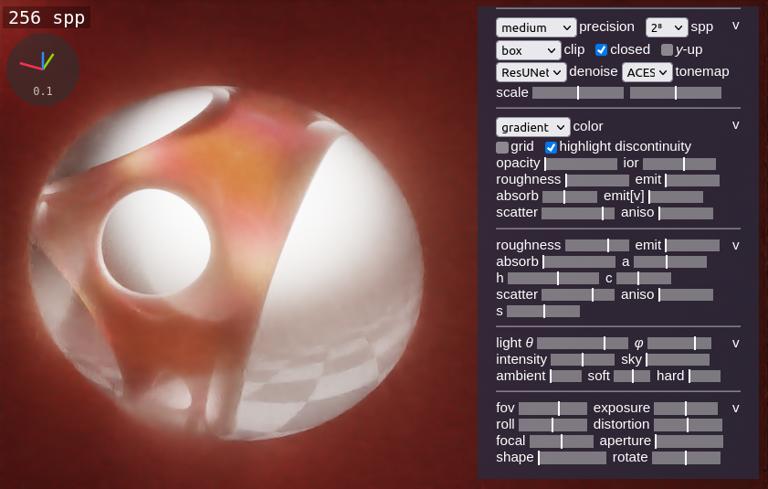 256 spp
0.1
medium precision 2⁸ spp v
box clip closed y-up
ResUNet denoise ACES tonemap
scale
gradient color v
grid highlight discontinuity
opacity ior
roughness emit
absorb emit[v]
scatter aniso
roughness emit v
absorb a
h c
scatter aniso
s
light θ φ v
intensity sky
ambient soft hard
fov exposure v
roll distortion
focal aperture
shape rotate